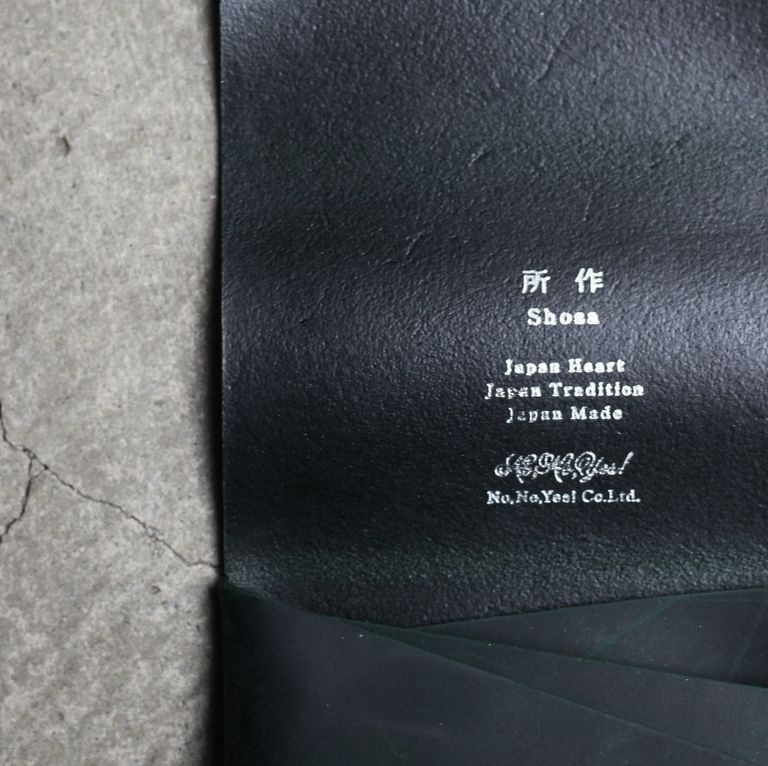 所作
Shosa
Japan Heart
Japan Tradition
Japan Made
No, No, Yes!
No,No,Yes! Co.Ltd.